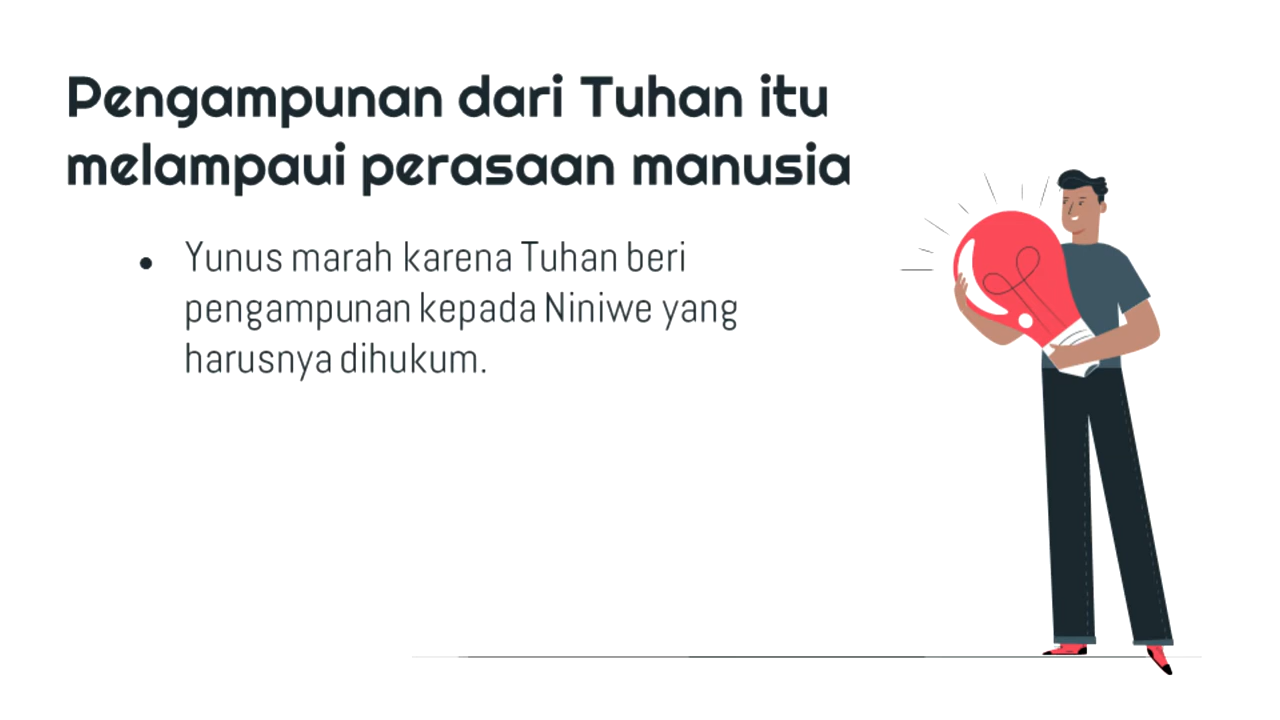 Pengampunan dari Tuhan itu
melampaui perasaan manusia
● Yunus marah karena Tuhan beri
pengampunan kepada Niniwe yang
harusnya dihukum.